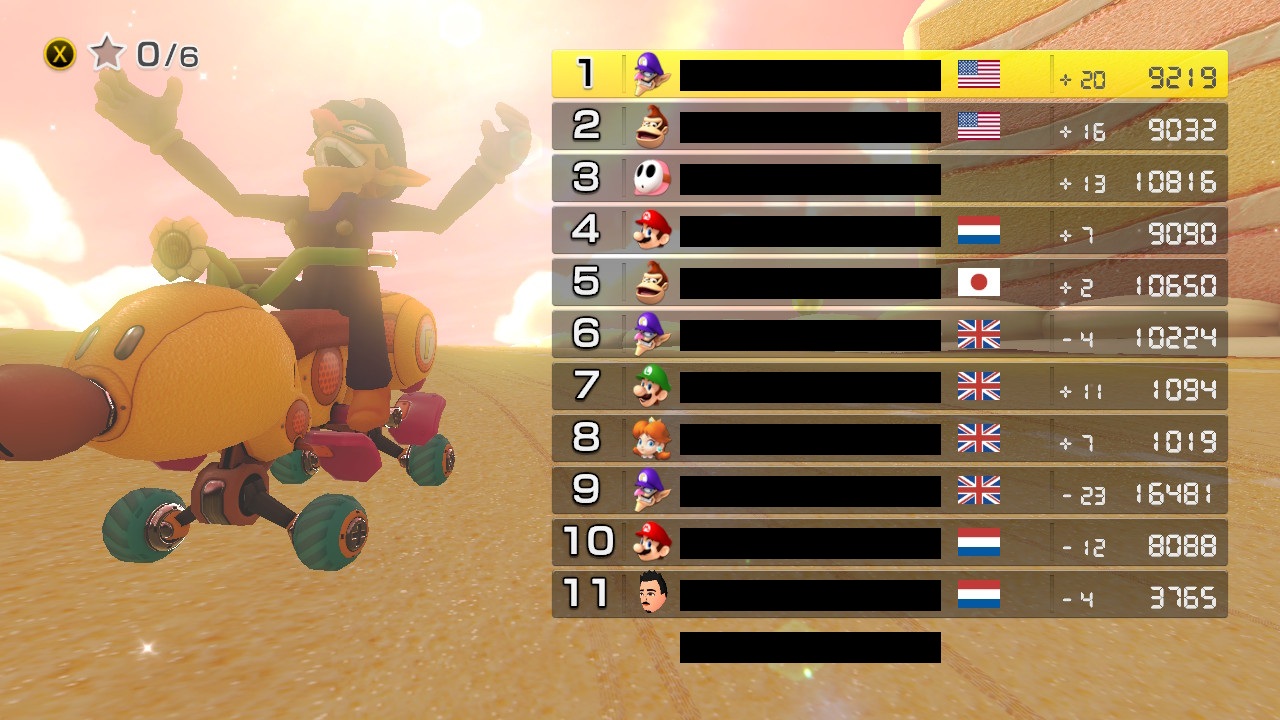 X 0/6
1 + 20 9219
2 + 16 9032
3 + 13 10816
4 + 7 9090
5 + 2 10650
6 - 4 10224
7 + 11 1094
8 + 7 1019
9 - 23 16481
10 - 12 8088
11 - 4 3765